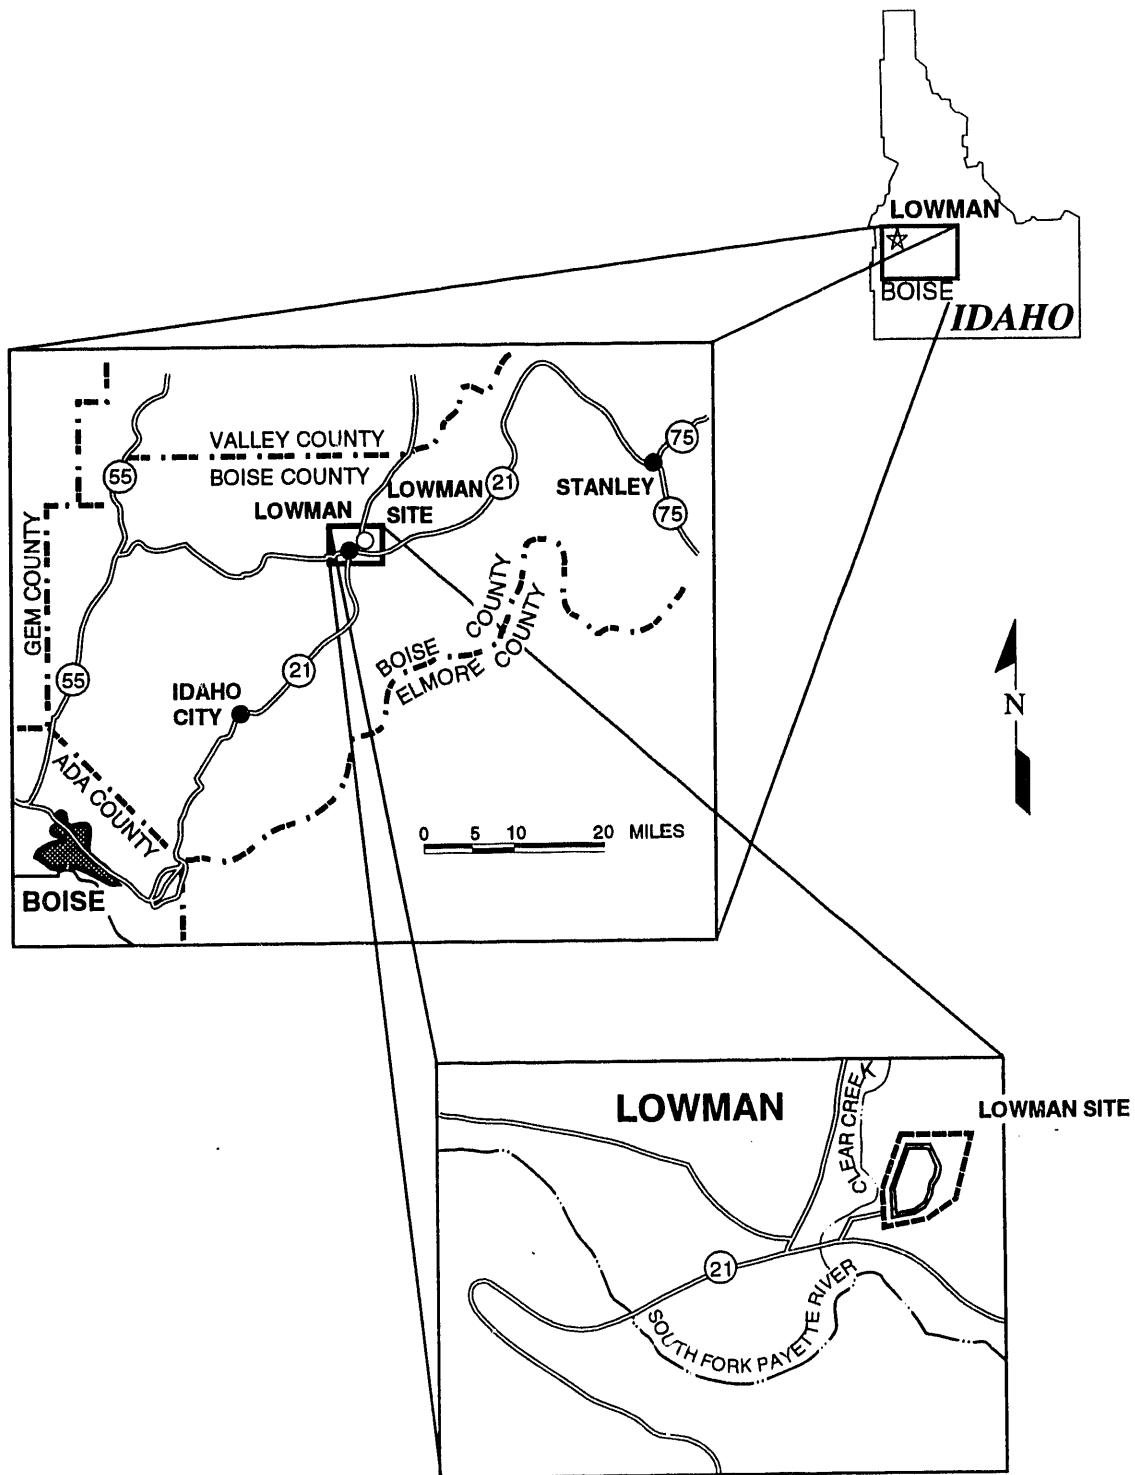 LOWMAN
BOISE
IDAHO
VALLEY COUNTY
BOISE COUNTY
55
21
75
STANLEY
75
LOWMAN
LOWMAN
SITE
GEM COUNTY
COUNTY
COUNTY
BOISE
ELMORE
55
21
IDAHO
CITY
N
ADA COUNTY
0 5 10 20 MILES
BOISE
LOWMAN
CLEAR CREEK
LOWMAN SITE
21
SOUTH FORK PAYETTE RIVER